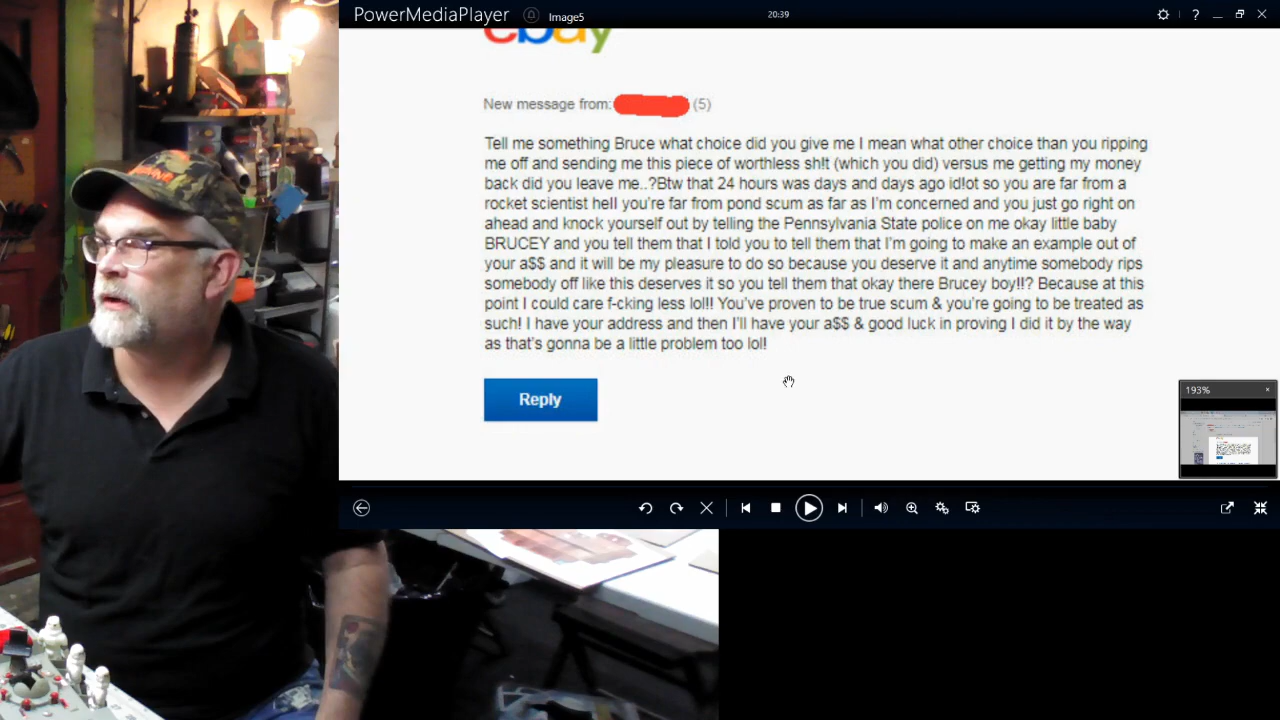 PowerMediaPlayer
Image5
20:39
?
ebay
New message from: (5)
Tell me something Bruce what choice did you give me I mean what other choice than you ripping
me off and sending me this piece of worthless sh!t (which you did) versus me getting my money
back did you leave me..?Btw that 24 hours was days and days ago id!ot so you are far from a
rocket scientist hell you're far from pond scum as far as I'm concerned and you just go right on
ahead and knock yourself out by telling the Pennsylvania State police on me okay little baby
BRUCEY and you tell them that I told you to tell them that I'm going to make an example out of
your a$$ and it will be my pleasure to do so because you deserve it and anytime somebody rips
somebody off like this deserves it so you tell them that okay there Brucey boy!!? Because at this
point I could care f-cking less lol!! You've proven to be true scum & you're going to be treated as
such! I have your address and then I'll have your a$$ & good luck in proving I did it by the way
as that's gonna be a little problem too lol!
Reply
193%